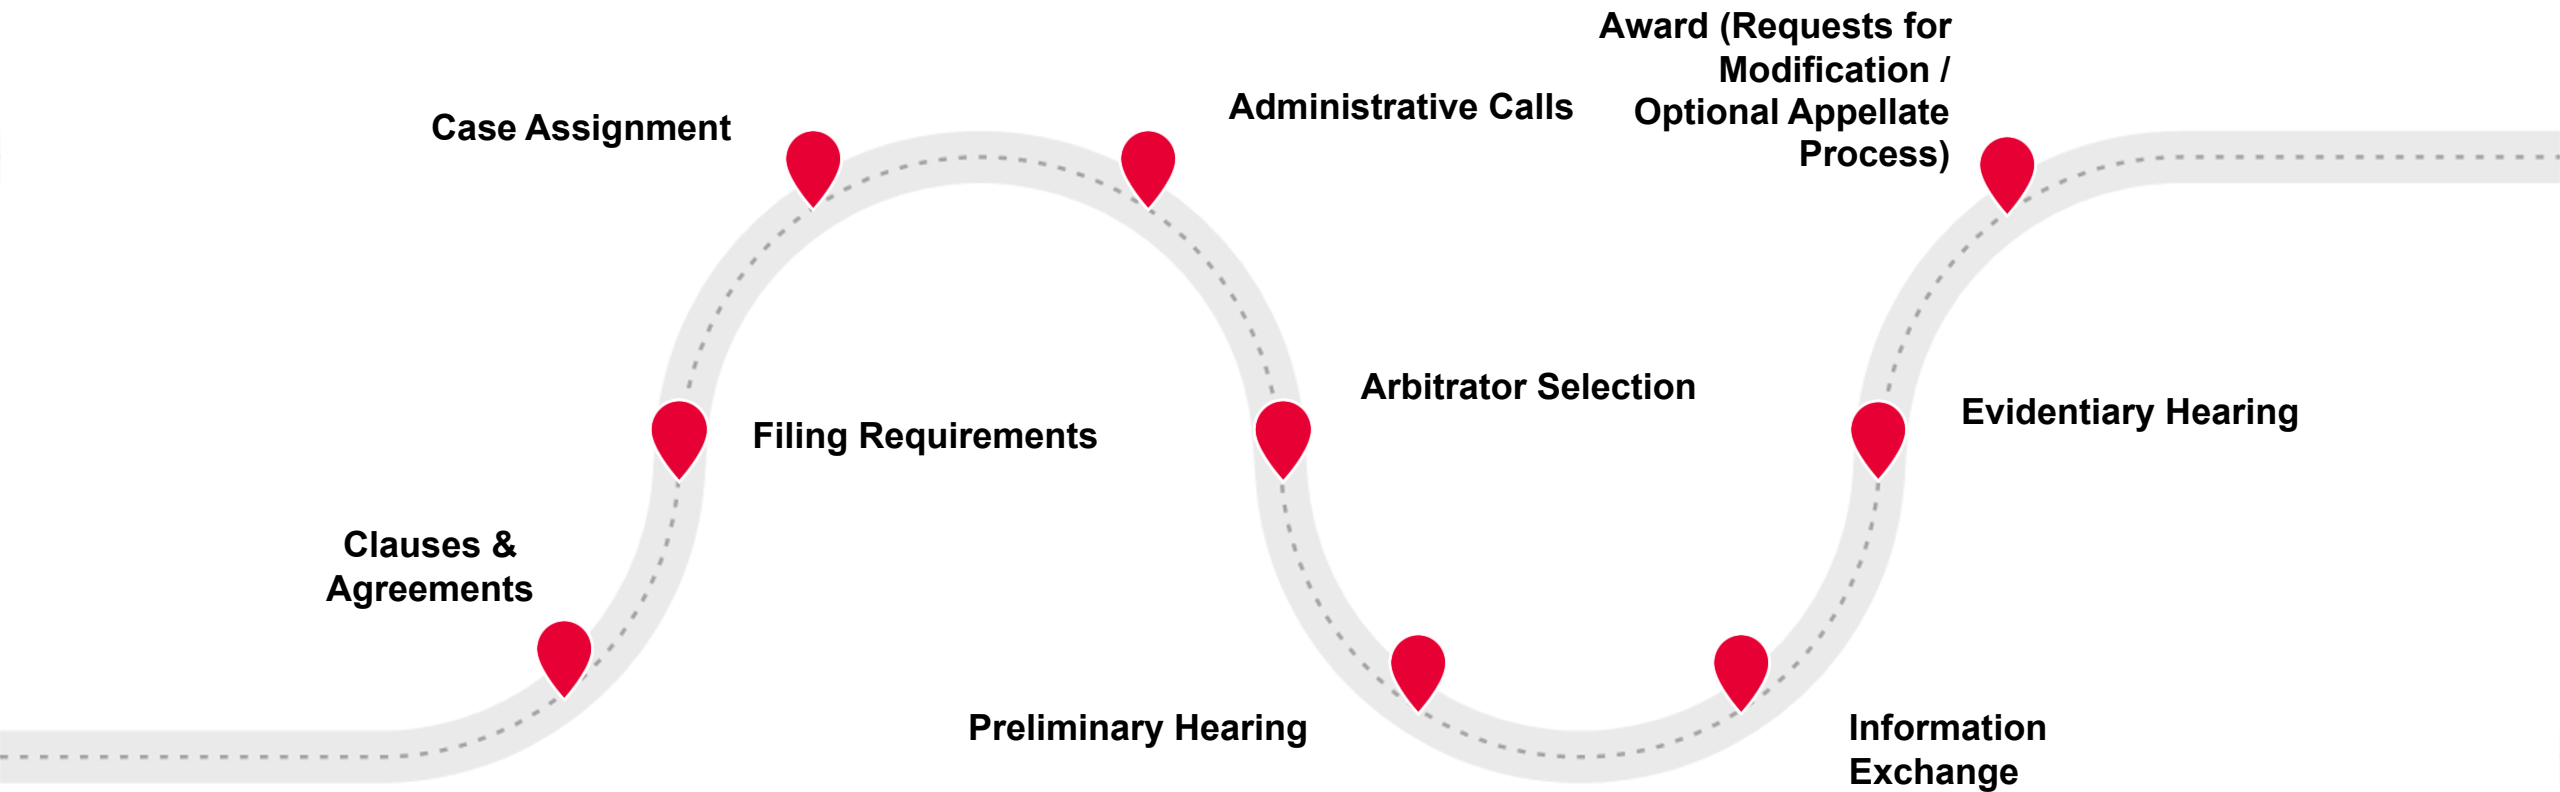 Clauses &
Agreements
Filing Requirements
Case Assignment
Administrative Calls
Arbitrator Selection
Preliminary Hearing
Information
Exchange
Evidentiary Hearing
Award (Requests for
Modification /
Optional Appellate
Process)